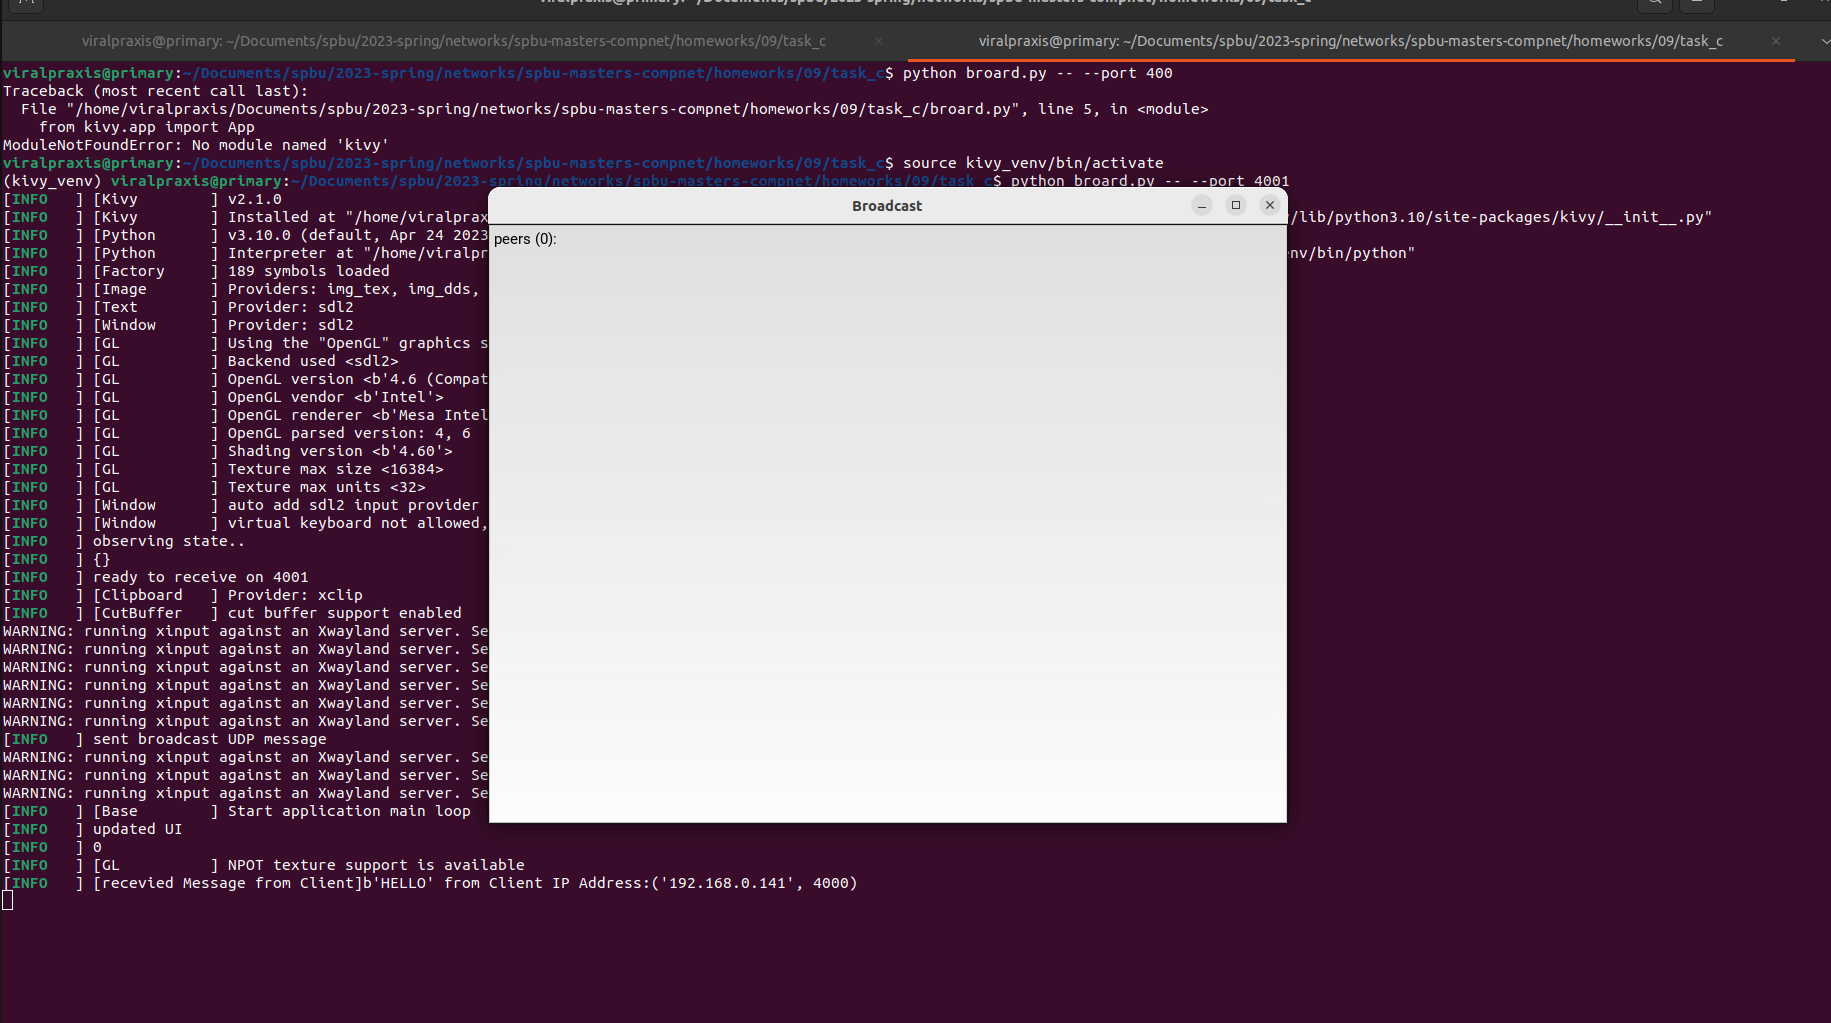 viralpraxis@primary: ~/Documents/spbu/2023-spring/networks/spbu-masters-compnet/homeworks/09/task_c
viralpraxis@primary: ~/Documents/spbu/2023-spring/networks/spbu-masters-compnet/homeworks/09/task_c
viralpraxis@primary: ~/Documents/spbu/2023-spring/networks/spbu-masters-compnet/homeworks/09/task_c
viralpraxis@primary:~/Documents/spbu/2023-spring/networks/spbu-masters-compnet/homeworks/09/task_c$ python broard.py -- --port 400
Traceback (most recent call last):
  File "/home/viralpraxis/Documents/spbu/2023-spring/networks/spbu-masters-compnet/homeworks/09/task_c/broard.py", line 5, in <module>
    from kivy.app import App
ModuleNotFoundError: No module named 'kivy'
viralpraxis@primary:~/Documents/spbu/2023-spring/networks/spbu-masters-compnet/homeworks/09/task_c$ source kivy_venv/bin/activate
(kivy_venv) viralpraxis@primary:~/Documents/spbu/2023-spring/networks/spbu-masters-compnet/homeworks/09/task_c$ python broard.py -- --port 4001
[INFO   ] [Kivy        ] v2.1.0
[INFO   ] [Kivy        ] Installed at "/home/viralprax /lib/python3.10/site-packages/kivy/__init__.py"
[INFO   ] [Python      ] v3.10.0 (default, Apr 24 2023
[INFO   ] [Python      ] Interpreter at "/home/viralpr nv/bin/python"
[INFO   ] [Factory     ] 189 symbols loaded
[INFO   ] [Image       ] Providers: img_tex, img_dds,
[INFO   ] [Text        ] Provider: sdl2
[INFO   ] [Window      ] Provider: sdl2
[INFO   ] [GL          ] Using the "OpenGL" graphics s
[INFO   ] [GL          ] Backend used <sdl2>
[INFO   ] [GL          ] OpenGL version <b'4.6 (Compat
[INFO   ] [GL          ] OpenGL vendor <b'Intel'>
[INFO   ] [GL          ] OpenGL renderer <b'Mesa Intel
[INFO   ] [GL          ] OpenGL parsed version: 4, 6
[INFO   ] [GL          ] Shading version <b'4.60'>
[INFO   ] [GL          ] Texture max size <16384>
[INFO   ] [GL          ] Texture max units <32>
[INFO   ] [Window      ] auto add sdl2 input provider
[INFO   ] [Window      ] virtual keyboard not allowed,
[INFO   ] observing state..
[INFO   ] {}
[INFO   ] ready to receive on 4001
[INFO   ] [Clipboard   ] Provider: xclip
[INFO   ] [CutBuffer   ] cut buffer support enabled
WARNING: running xinput against an Xwayland server. Se
WARNING: running xinput against an Xwayland server. Se
WARNING: running xinput against an Xwayland server. Se
WARNING: running xinput against an Xwayland server. Se
WARNING: running xinput against an Xwayland server. Se
WARNING: running xinput against an Xwayland server. Se
[INFO   ] sent broadcast UDP message
WARNING: running xinput against an Xwayland server. Se
WARNING: running xinput against an Xwayland server. Se
WARNING: running xinput against an Xwayland server. Se
[INFO   ] [Base        ] Start application main loop
[INFO   ] updated UI
[INFO   ] 0
[INFO   ] [GL          ] NPOT texture support is available
[INFO   ] [recevied Message from Client]b'HELLO' from Client IP Address:('192.168.0.141', 4000)
Broadcast
peers (0):